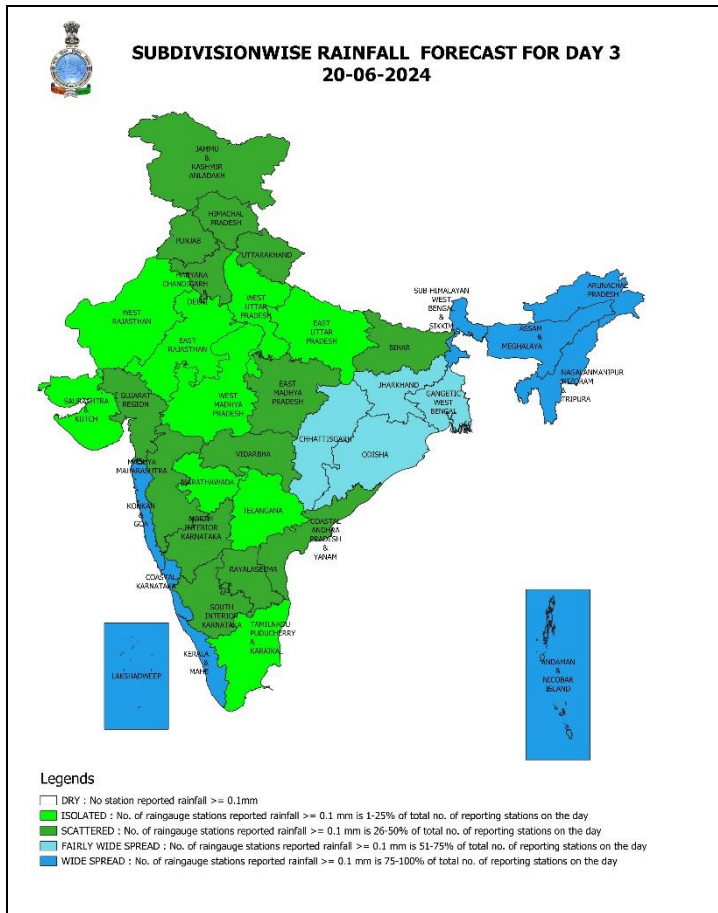 SUBDIVISIONWISE RAINFALL FORECAST FOR DAY 3
20-06-2024
JAMMU
&
KASHMIR
ANLADAKH
HIMACHAL
PRADESH
PUNJAB
UTTARAKHAND
HARYANA
CHANDIGARH
&
DELHI
WEST
UTTAR
PRADESH
EAST
UTTAR
PRADESH
WEST
RAJASTHAN
EAST
RAJASTHAN
SUB-HIMALAYAN
WEST
BENGAL
&
SIKKIM
ARUNACHAL
PRADESH
ASSAM
&
MEGHALAYA
NAGALANMANIPUR
MIZORAM
&
TRIPURA
BIHAR
JHARKHAND
GANGETIC
WEST
BENGAL
SAURASHTRA
&
KUTCH
GUJARAT
REGION
WEST
MADHYA
PRADESH
EAST
MADHYA
PRADESH
CHHATTISGARH
ODISHA
VIDARBHA
MADHYA
MAHARASHTRA
MARATHAWADA
KONKAN
&
GOA
TELANGANA
NORTH
INTERIOR
KARNATAKA
COASTAL
ANDHRA
PRADESH
&
YANAM
COASTAL
KARNATAKA
RAYALASEEMA
SOUTH
INTERIOR
KARNATAKA
TAMILNADU
PUDUCHERRY
&
KARAIKAL
KERALA
&
MAHE
LAKSHADWEEP
ANDAMAN
&
NICOBAR
ISLAND
Legends
DRY : No station reported rainfall >= 0.1mm
ISOLATED : No. of raingauge stations reported rainfall >= 0.1 mm is 1-25% of total no. of reporting stations on the day
SCATTERED : No. of raingauge stations reported rainfall >= 0.1 mm is 26-50% of total no. of reporting stations on the day
FAIRLY WIDE SPREAD : No. of raingauge stations reported rainfall >= 0.1 mm is 51-75% of total no. of reporting stations on the day
WIDE SPREAD : No. of raingauge stations reported rainfall >= 0.1 mm is 75-100% of total no. of reporting stations on the day